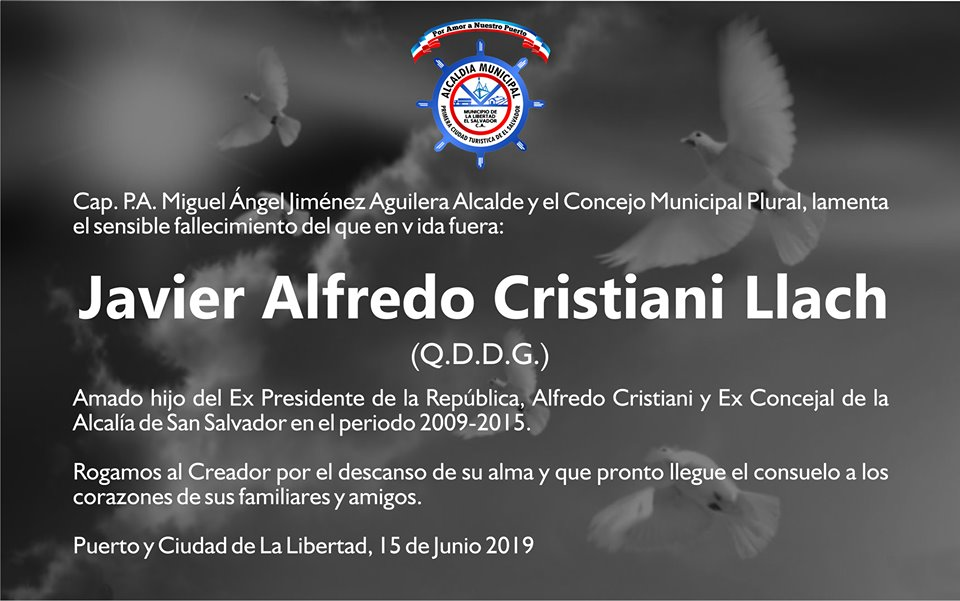 Por Amor a Nuestro Puerto
ALCALDIA MUNICIPAL
MUNICIPIO DE
LA LIBERTAD
EL SALVADOR
C.A.
PRIMERA CIUDAD TURISTICA DE EL SALVADOR
Cap. P.A. Miguel Ángel Jiménez Aguilera Alcalde y el Concejo Municipal Plural, lamenta
el sensible fallecimiento del que en v ida fuera:
Javier Alfredo Cristiani Llach
(Q.D.D.G.)
Amado hijo del Ex Presidente de la República, Alfredo Cristiani y Ex Concejal de la
Alcalía de San Salvador en el periodo 2009-2015.
Rogamos al Creador por el descanso de su alma y que pronto llegue el consuelo a los
corazones de sus familiares y amigos.
Puerto y Ciudad de La Libertad, 15 de Junio 2019